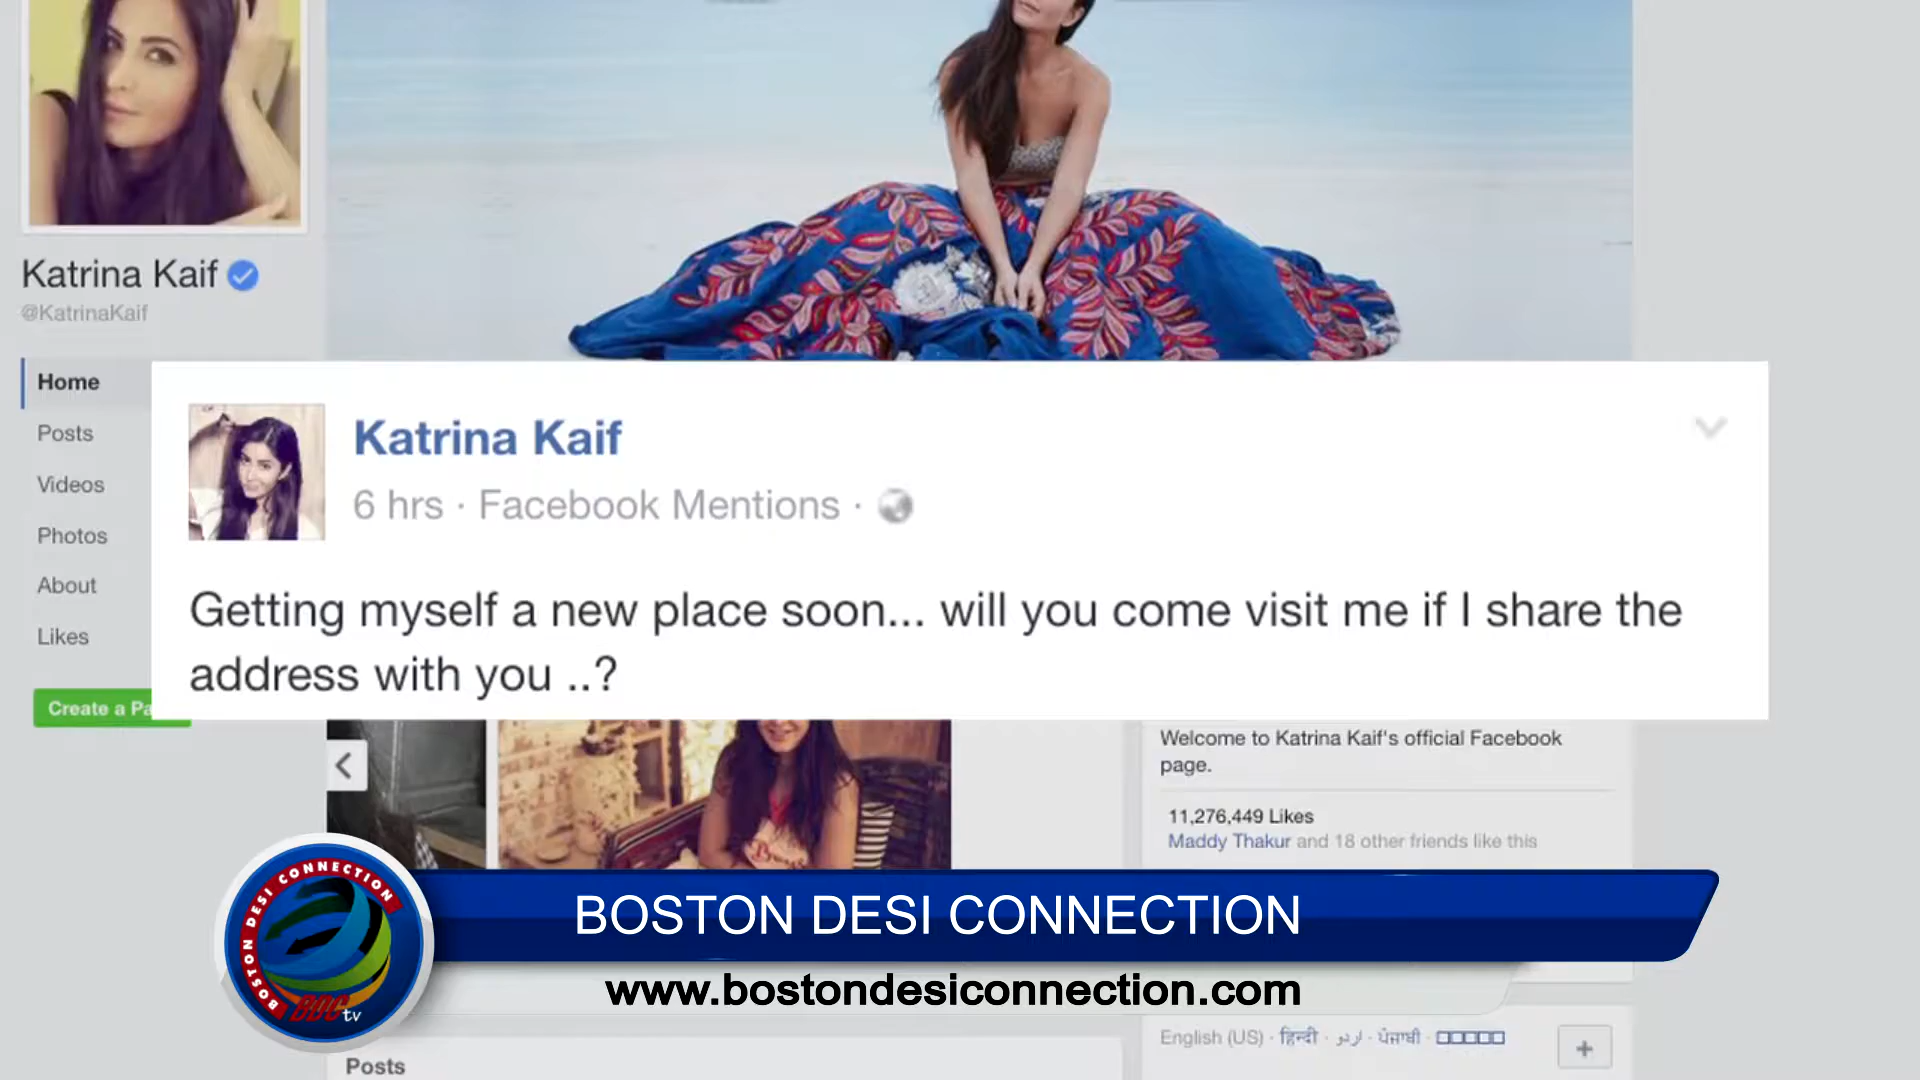 Katrina Kaif
@KatrinaKaif
Home
Posts
Videos
Photos
About
Likes
Create a Pa
Katrina Kaif
6 hrs · Facebook Mentions ·
Getting myself a new place soon... will you come visit me if I share the
address with you ..?
Welcome to Katrina Kaif's official Facebook
page.
11,276,449 Likes
Maddy Thakur and 18 other friends like this
BOSTON DESI CONNECTION
BOSTON DESI CONNECTION
BDC tv
www.bostondesiconnection.com
English (US) · हिन्दी · اردو · ਪੰਜਾਬੀ ·
Posts